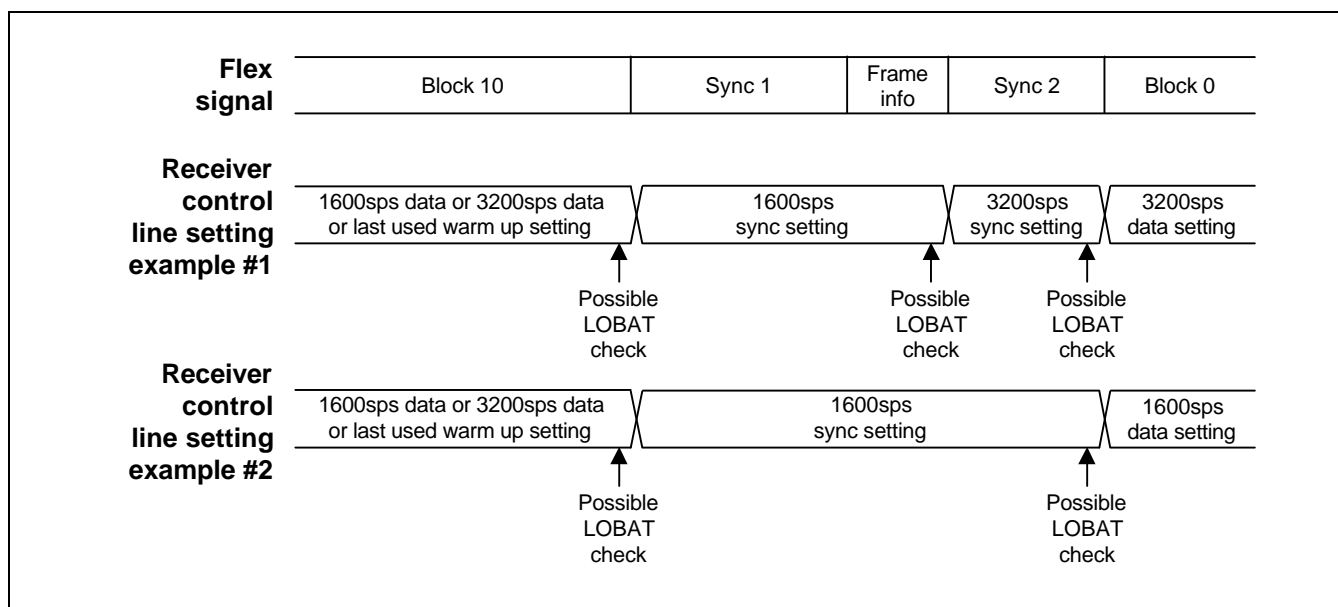 Flex
signal
Block 10
Sync 1
Frame
info
Sync 2
Block 0
Receiver
control
line setting
example #1
1600sps data or 3200sps data
or last used warm up setting
1600sps
sync setting
3200sps
sync setting
3200sps
data setting
Possible
LOBAT
check
Possible
LOBAT
check
Possible
LOBAT
check
Receiver
control
line setting
example #2
1600sps data or 3200sps data
or last used warm up setting
1600sps
sync setting
1600sps
data setting
Possible
LOBAT
check
Possible
LOBAT
check